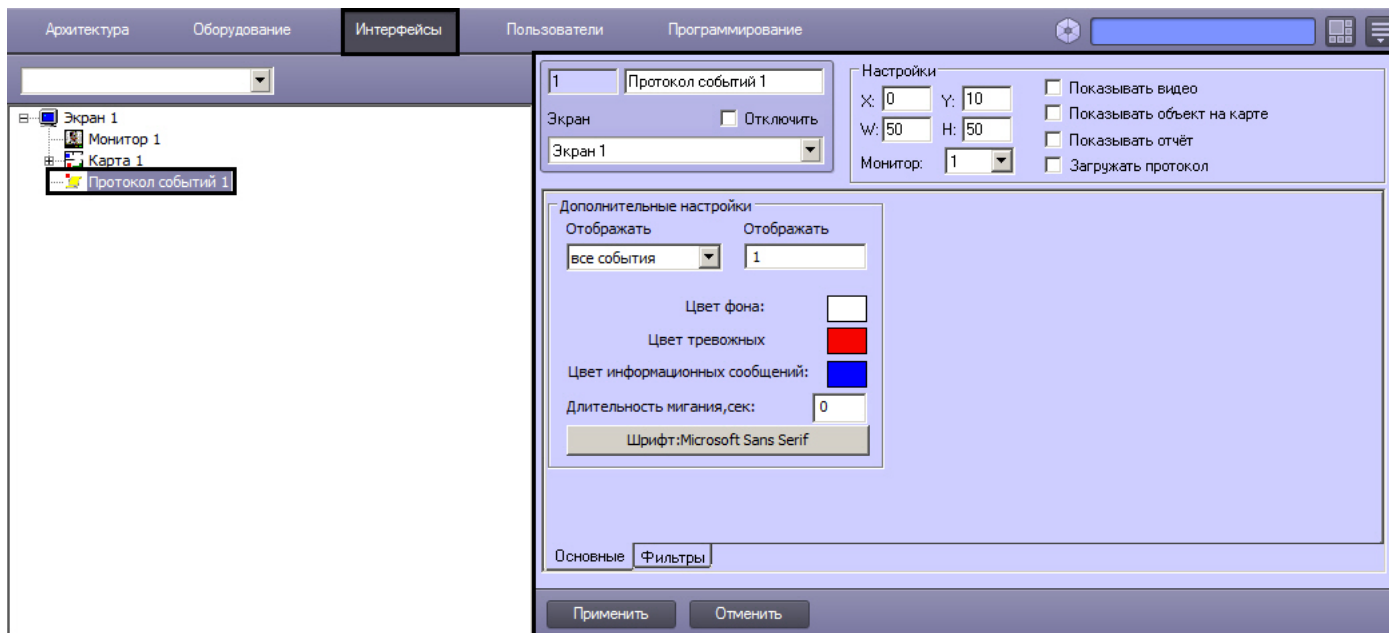 Архитектура Оборудование Интерфейсы Пользователи Программирование
Экран 1
Монитор 1
Карта 1
Протокол событий 1
1 Протокол событий 1
Экран Отключить
Экран 1
Настройки
X: 0 Y: 10
W: 50 H: 50
Монитор: 1
Показывать видео
Показывать объект на карте
Показывать отчёт
Загружать протокол
Дополнительные настройки
Отображать Отображать
все события 1
Цвет фона:
Цвет тревожных
Цвет информационных сообщений:
Длительность мигания,сек: 0
Шрифт:Microsoft Sans Serif
Основные Фильтры
Применить Отменить